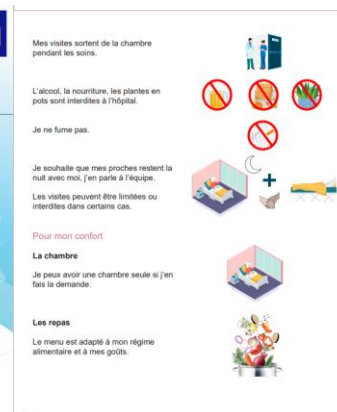 Mes visites sortent de la chambre
pendant les soins.
L'alcool, la nourriture, les plantes en
pots sont interdites à l'hôpital.
Je ne fume pas.
Je souhaite que mes proches restent la
nuit avec moi, j'en parle à l'équipe.
Les visites peuvent être limitées ou
interdites dans certains cas.
Pour mon confort
La chambre
Je peux avoir une chambre seule si j'en
fais la demande.
Les repas
Le menu est adapté à mon régime
alimentaire et à mes goûts.